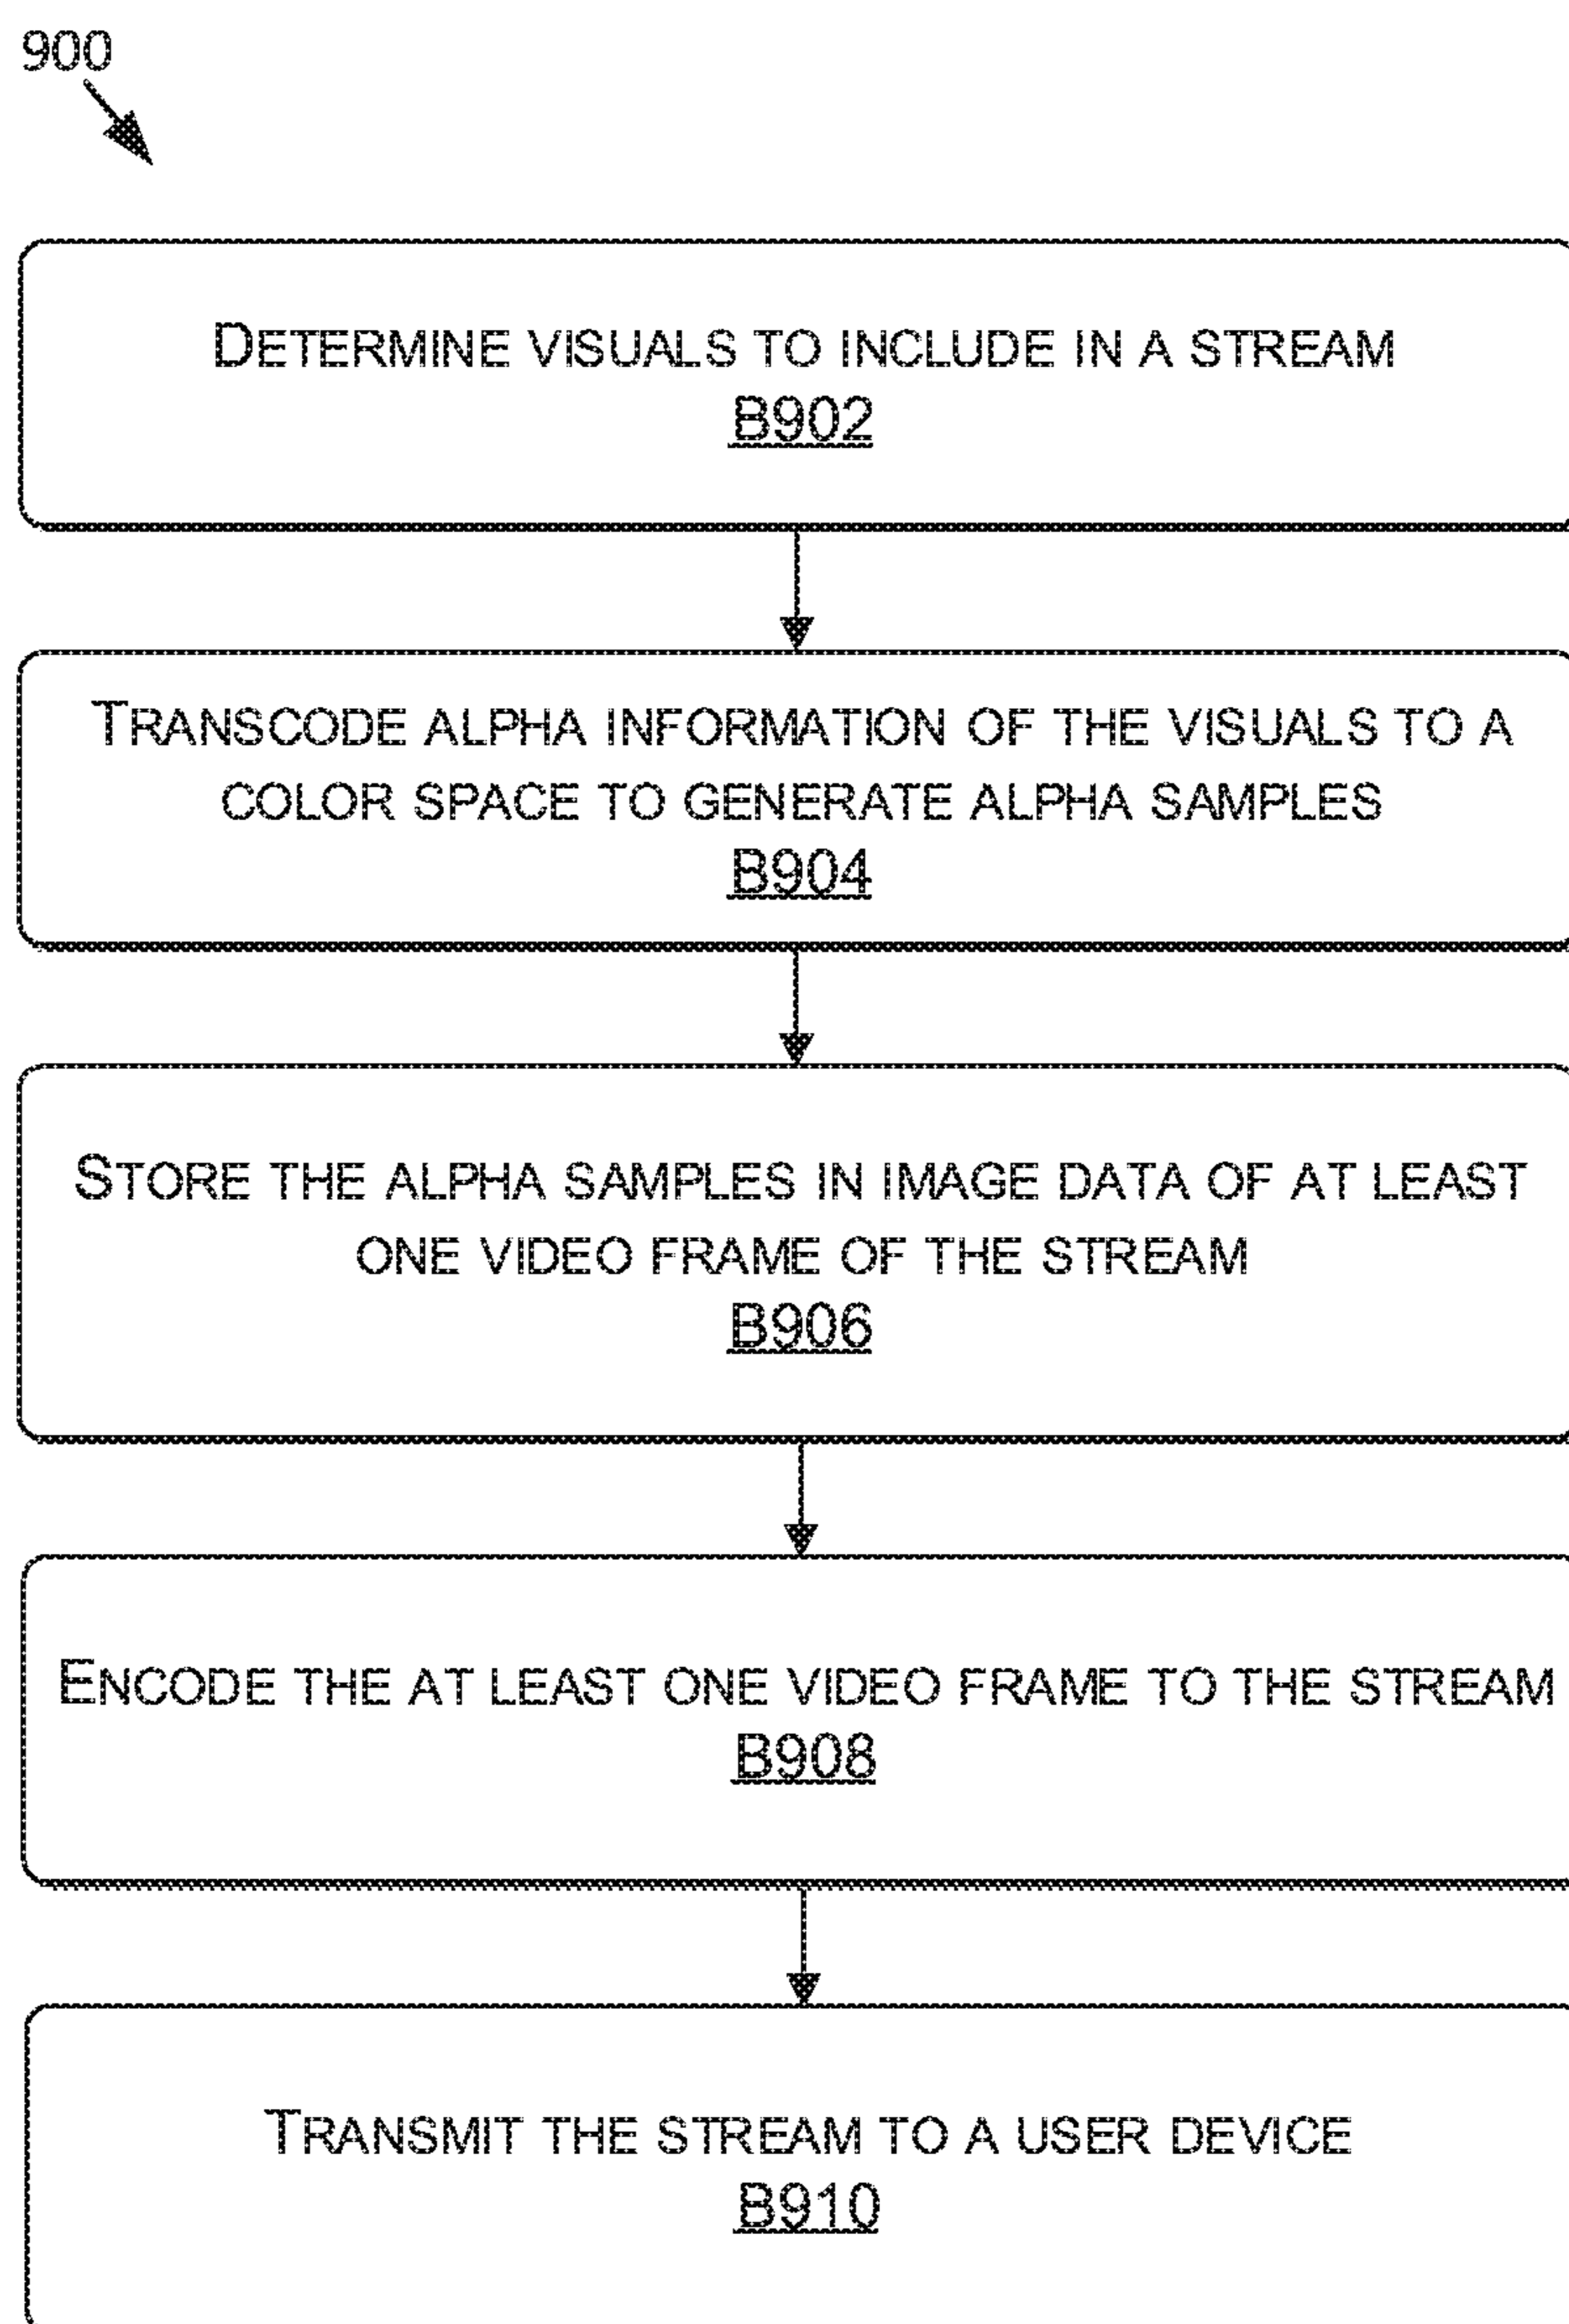 900
DETERMINE VISUALS TO INCLUDE IN A STREAM
B902
TRANSCODE ALPHA INFORMATION OF THE VISUALS TO A
COLOR SPACE TO GENERATE ALPHA SAMPLES
B904
STORE THE ALPHA SAMPLES IN IMAGE DATA OF AT LEAST
ONE VIDEO FRAME OF THE STREAM
B906
ENCODE THE AT LEAST ONE VIDEO FRAME TO THE STREAM
B908
TRANSMIT THE STREAM TO A USER DEVICE
B910